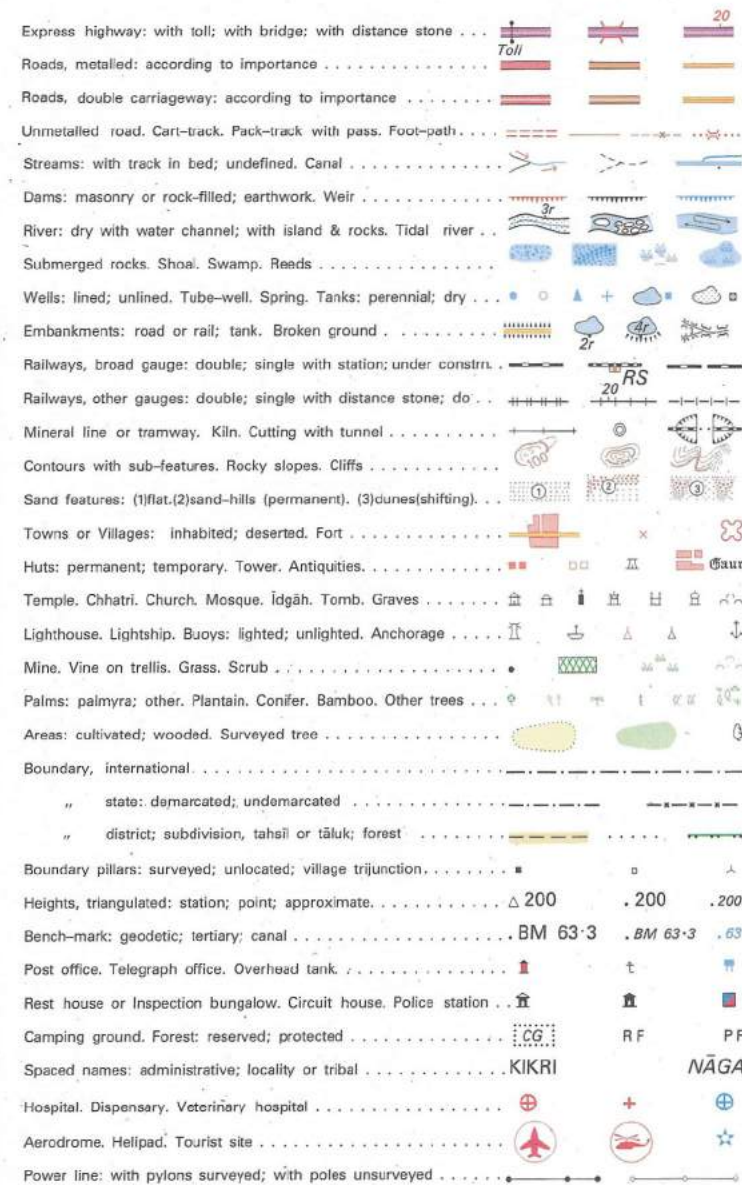 20
Express highway: with toll; with bridge; with distance stone . . .
Toll
Roads, metalled: according to importance . . . . . . . . . . . . . . .
Roads, double carriageway: according to importance . . . . . . . .
Unmetalled road. Cart-track. Pack-track with pass. Foot-path . . . .
Streams: with track in bed; undefined. Canal . . . . . . . . . . . . .
Dams: masonry or rock-filled; earthwork. Weir . . . . . . . . . . . .
River: dry with water channel; with island & rocks. Tidal river . . 3r
Submerged rocks. Shoal. Swamp. Reeds . . . . . . . . . . . . . . . .
Wells: lined; unlined. Tube-well. Spring. Tanks: perennial; dry . . .
Embankments: road or rail; tank. Broken ground . . . . . . . . . . 2r 4r
Railways, broad gauge: double; single with station; under constrn. . RS
Railways, other gauges: double; single with distance stone; do . . 20
Mineral line or tramway. Kiln. Cutting with tunnel . . . . . . . . . .
Contours with sub-features. Rocky slopes. Cliffs . . . . . . . . . . . 100
Sand features: (1)flat.(2)sand-hills (permanent). (3)dunes(shifting). . . 1 2 3
Towns or Villages: inhabited; deserted. Fort . . . . . . . . . . . . .
Huts: permanent; temporary. Tower. Antiquities. . . . . . . . . . . . Gaur
Temple. Chhatri. Church. Mosque. Īdgāh. Tomb. Graves . . . . . . .
Lighthouse. Lightship. Buoys: lighted; unlighted. Anchorage . . . . .
Mine. Vine on trellis. Grass. Scrub . . . . . . . . . . . . . . . . . . .
Palms: palmyra; other. Plantain. Conifer. Bamboo. Other trees . . .
Areas: cultivated; wooded. Surveyed tree . . . . . . . . . . . . . . .
Boundary, international . . . . . . . . . . . . . . . . . . . . . . . . . .
„ state: demarcated; undemarcated . . . . . . . . . . . . .
„ district; subdivision, tahsil or tāluk; forest . . . . . . .
Boundary pillars: surveyed; unlocated; village trijunction . . . . . . .
Heights, triangulated: station; point; approximate . . . . . . . . . . . 200 . 200 . 200
Bench-mark: geodetic; tertiary; canal . . . . . . . . . . . . . . . . . . BM 63·3 . BM 63·3 . 63
Post office. Telegraph office. Overhead tank. . . . . . . . . . . . . .
Rest house or Inspection bungalow. Circuit house. Police station . .
Camping ground. Forest: reserved; protected . . . . . . . . . . . . . CG RF PF
Spaced names: administrative; locality or tribal . . . . . . . . . . . . KIKRI NĀGA
Hospital. Dispensary. Veterinary hospital . . . . . . . . . . . . . . . .
Aerodrome. Helipad. Tourist site . . . . . . . . . . . . . . . . . . . . .
Power line: with pylons surveyed; with poles unsurveyed . . . . . .